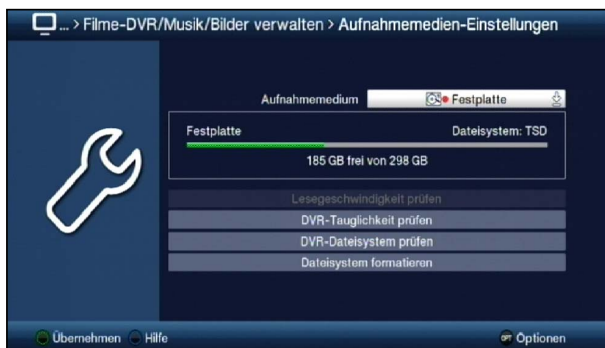 ... > Filme-DVR/Musik/Bilder verwalten > Aufnahmemedien-Einstellungen
Aufnahmemedium Festplatte
Festplatte Dateisystem: TSD
185 GB frei von 298 GB
Lesegeschwindigkeit prüfen
DVR-Tauglichkeit prüfen
DVR-Dateisystem prüfen
Dateisystem formatieren
Übernehmen Hilfe OPT Optionen